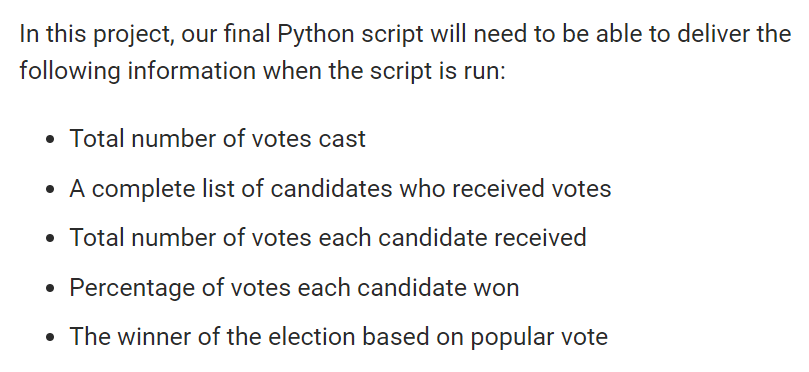 In this project, our final Python script will need to be able to deliver the
following information when the script is run:
• Total number of votes cast
• A complete list of candidates who received votes
• Total number of votes each candidate received
• Percentage of votes each candidate won
• The winner of the election based on popular vote